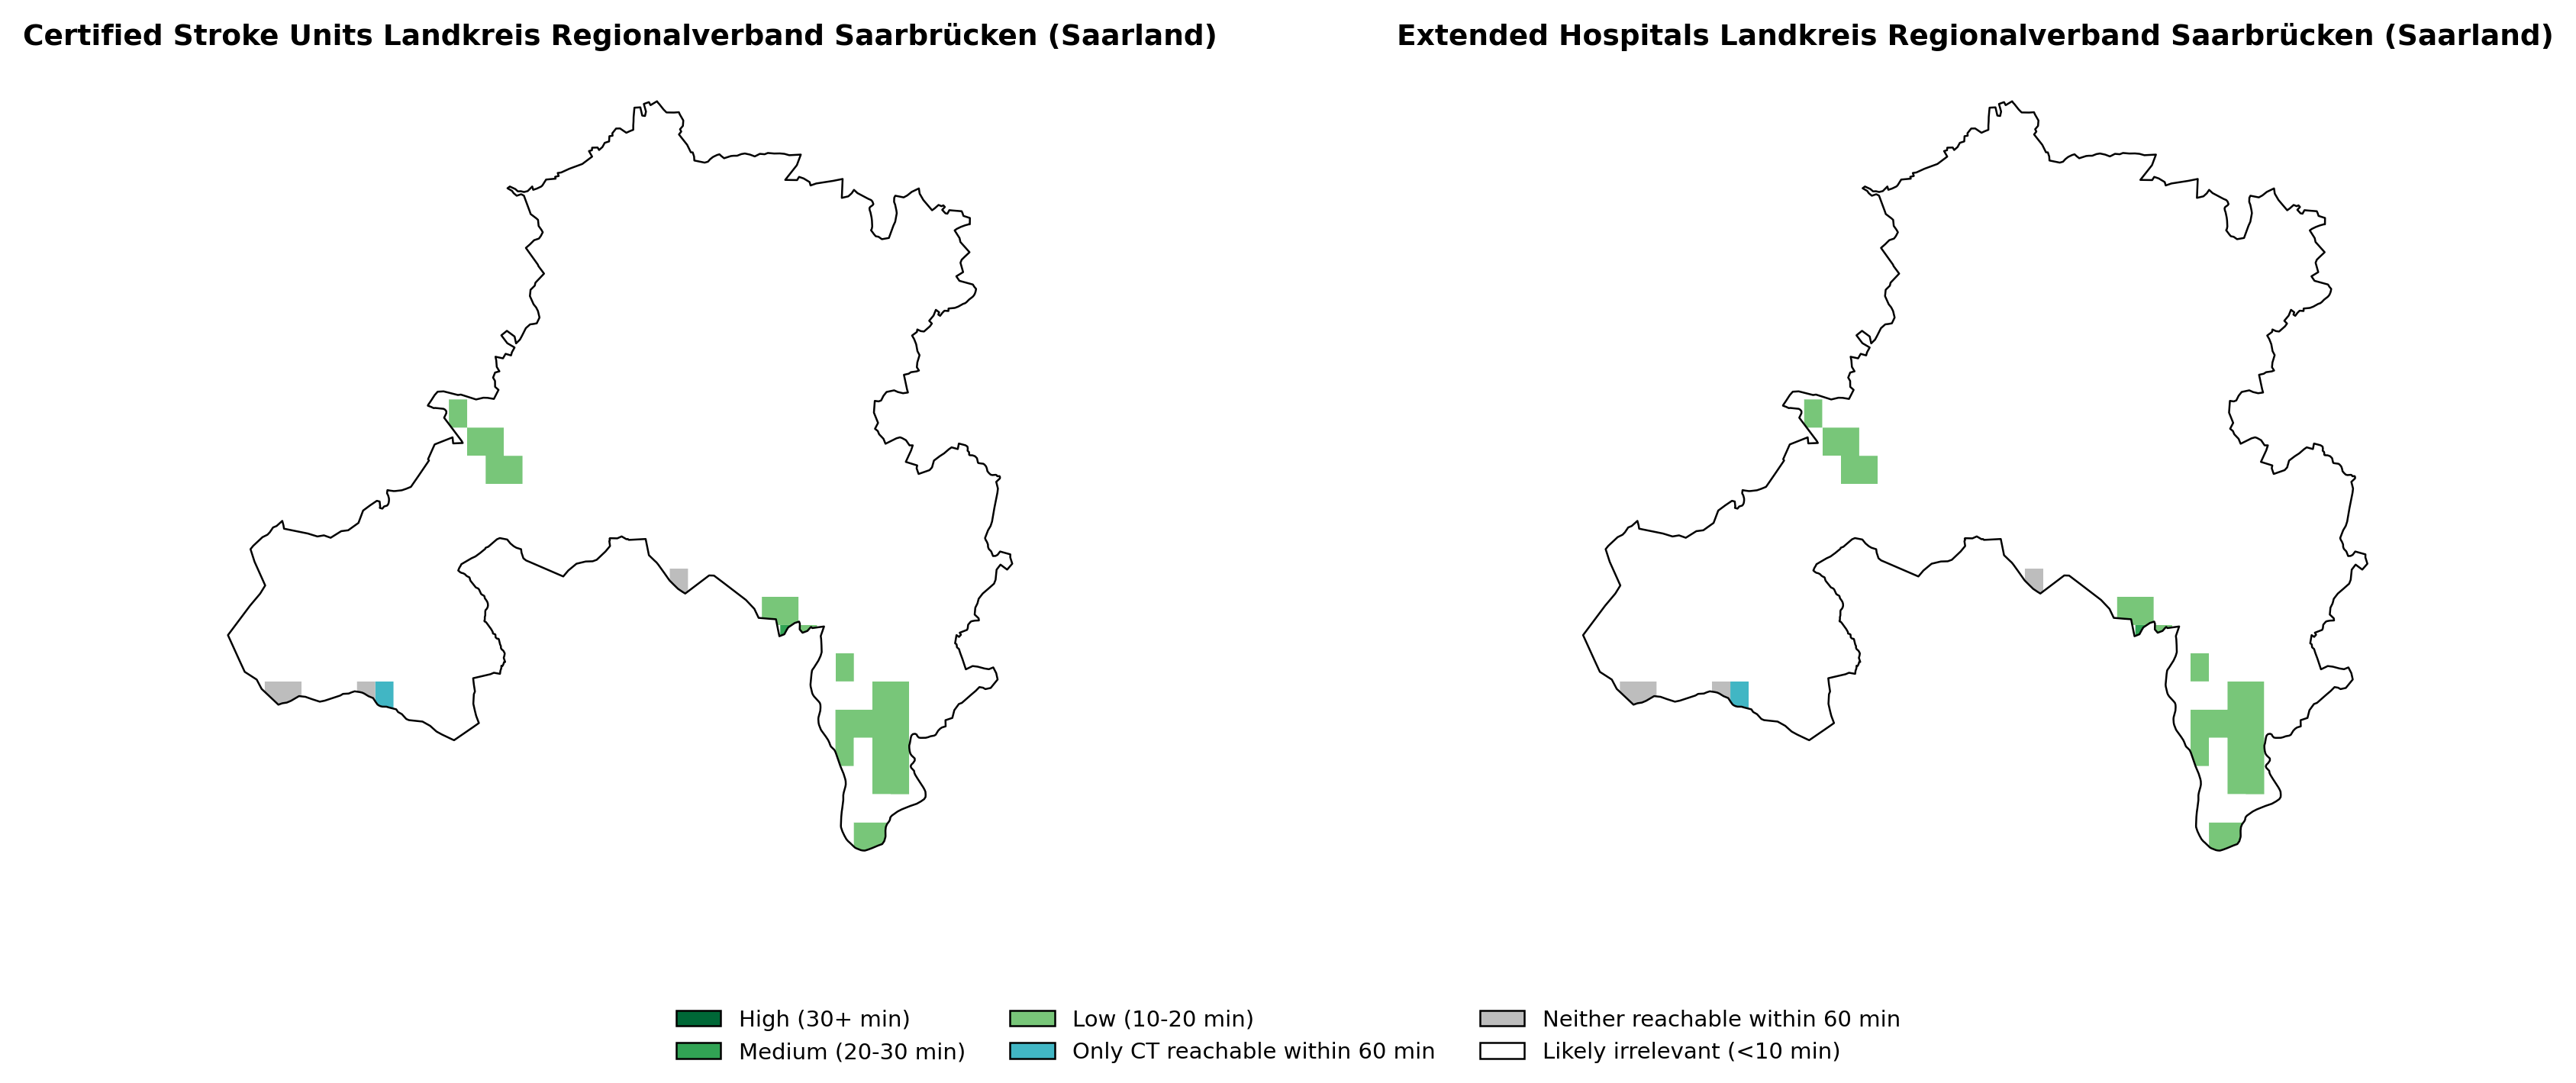 Certified Stroke Units Landkreis Regionalverband Saarbrücken (Saarland)
Extended Hospitals Landkreis Regionalverband Saarbrücken (Saarland)
High (30+ min)
Medium (20-30 min)
Low (10-20 min)
Only CT reachable within 60 min
Neither reachable within 60 min
Likely irrelevant (<10 min)